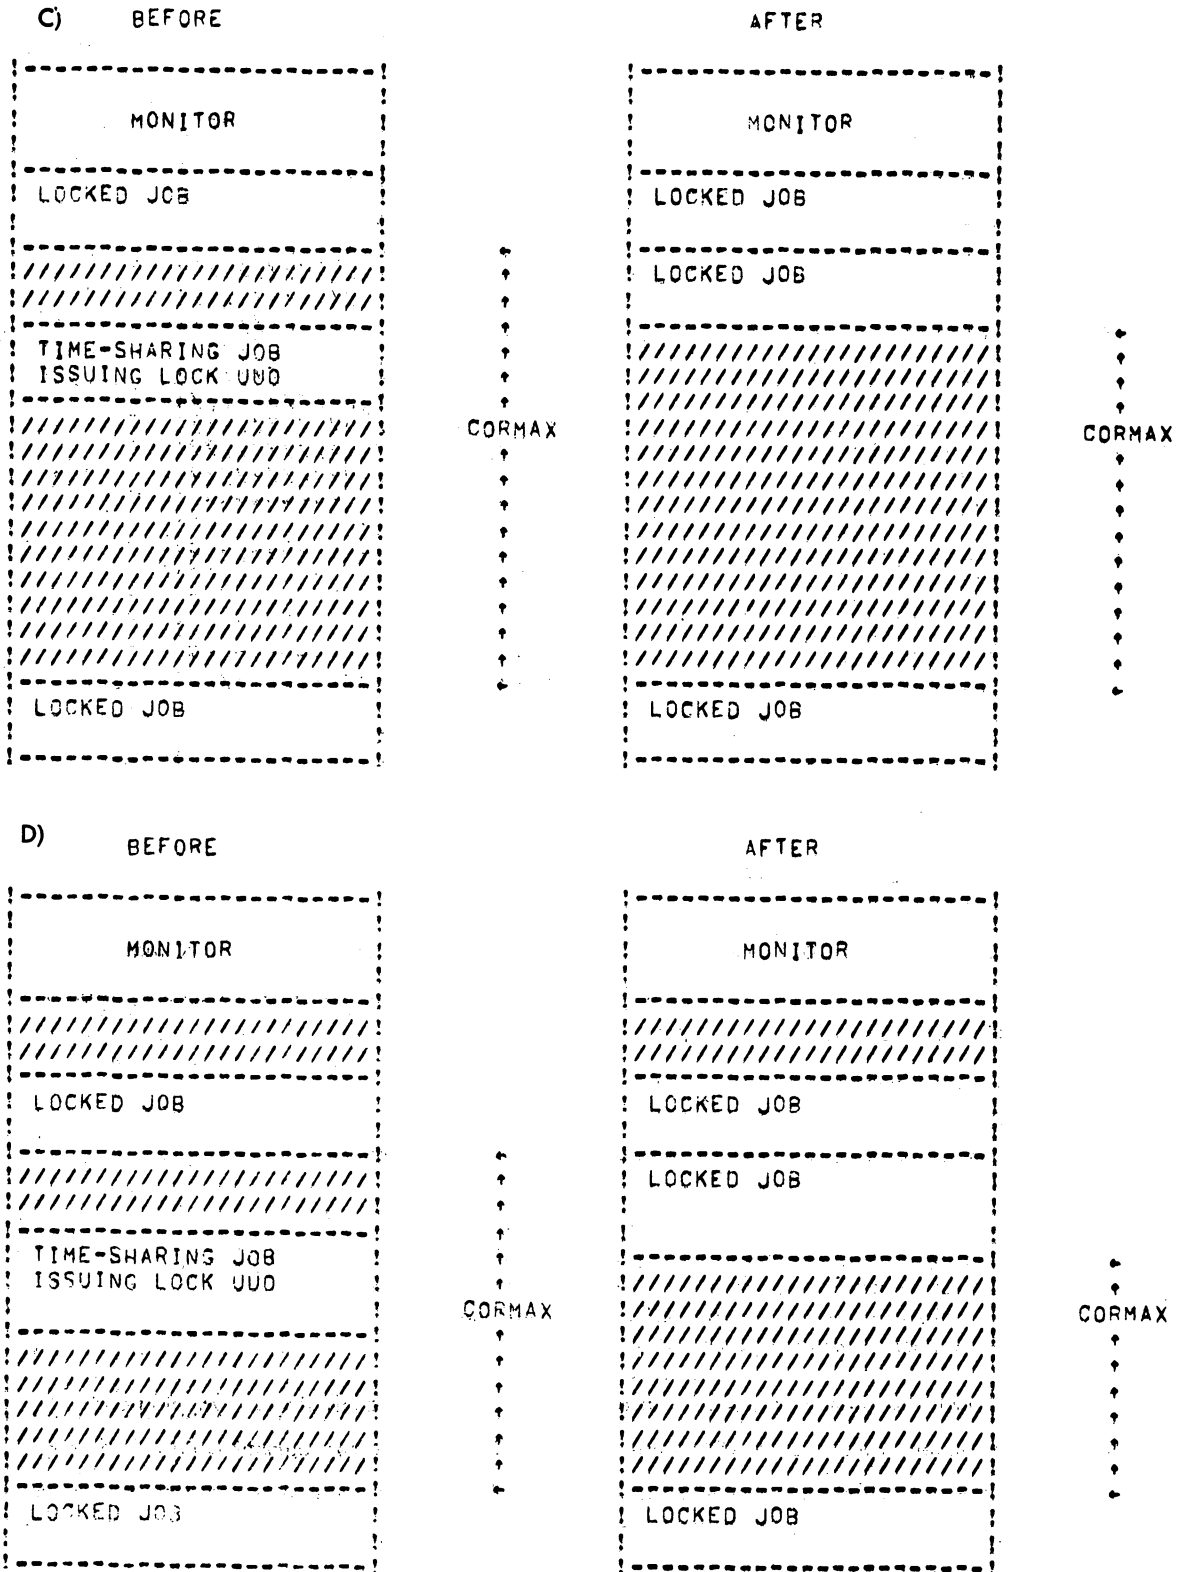 C) BEFORE AFTER
MONITOR MONITOR
LOCKED JOB LOCKED JOB
LOCKED JOB
TIME-SHARING JOB
ISSUING LOCK UUO
CORMAX CORMAX
LOCKED JOB LOCKED JOB
D) BEFORE AFTER
MONITOR MONITOR
LOCKED JOB LOCKED JOB
LOCKED JOB
TIME-SHARING JOB
ISSUING LOCK UUO
CORMAX CORMAX
LOCKED JOB LOCKED JOB